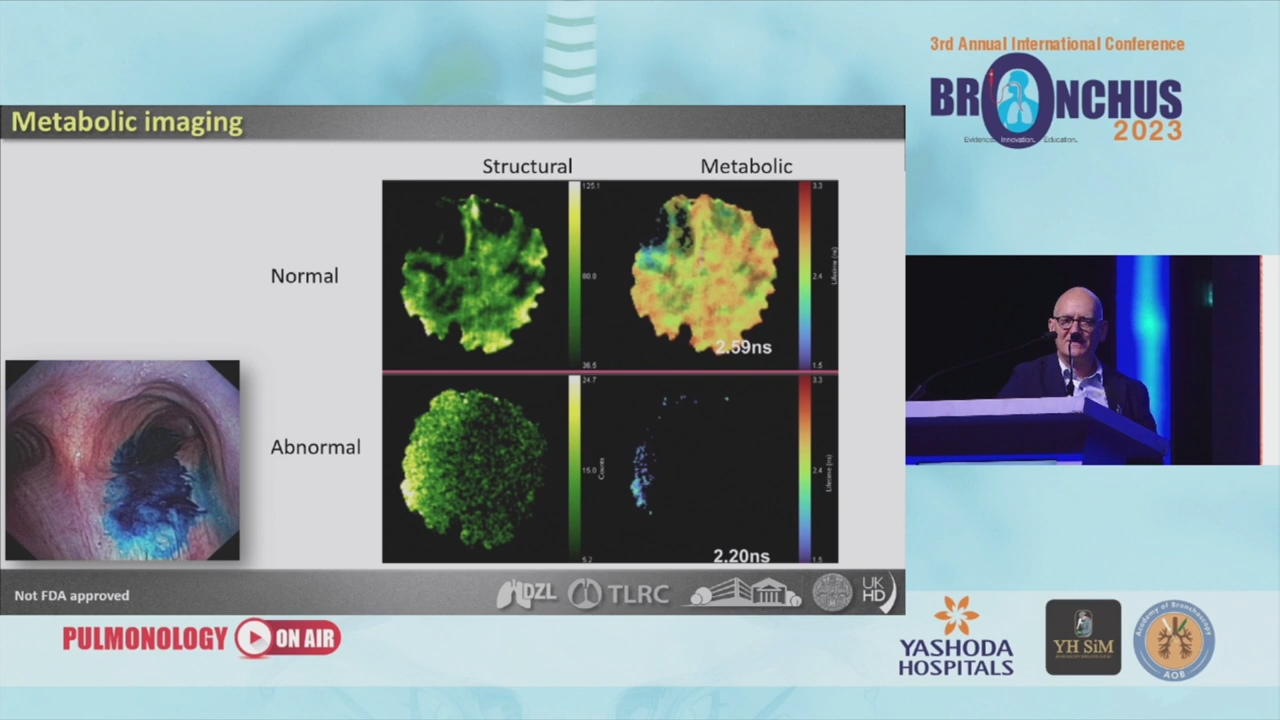 3rd Annual International Conference
BRONCHUS
2023
Evidence. Innovation. Education.
Metabolic imaging
Structural
Metabolic
125.1
80.0
36.5
3.3
2.4
1.5
Lifetime (ns)
Normal
2.59ns
24.7
15.0
5.2
Counts
3.3
2.4
1.5
Lifetime (ns)
Abnormal
2.20ns
Not FDA approved
DZL
TLRC
UK
HD
PULMONOLOGY ON AIR
YASHODA
HOSPITALS
YH SiM
Academy of Bronchoscopy
AOB